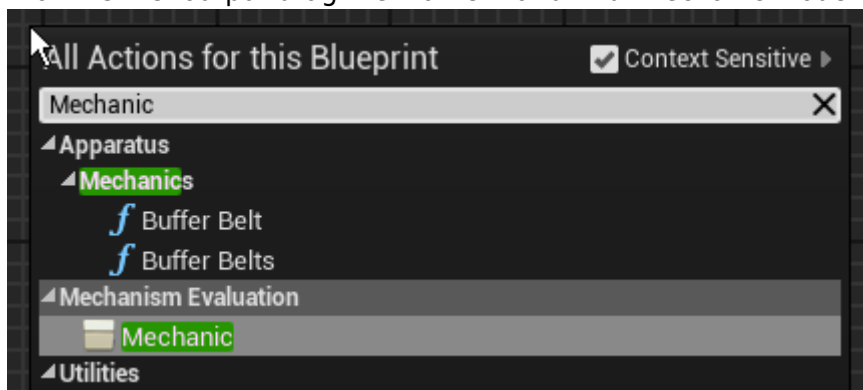 All Actions for this Blueprint Context Sensitive
Mechanic
Apparatus
Mechanics
f Buffer Belt
f Buffer Belts
Mechanism Evaluation
Mechanic
Utilities